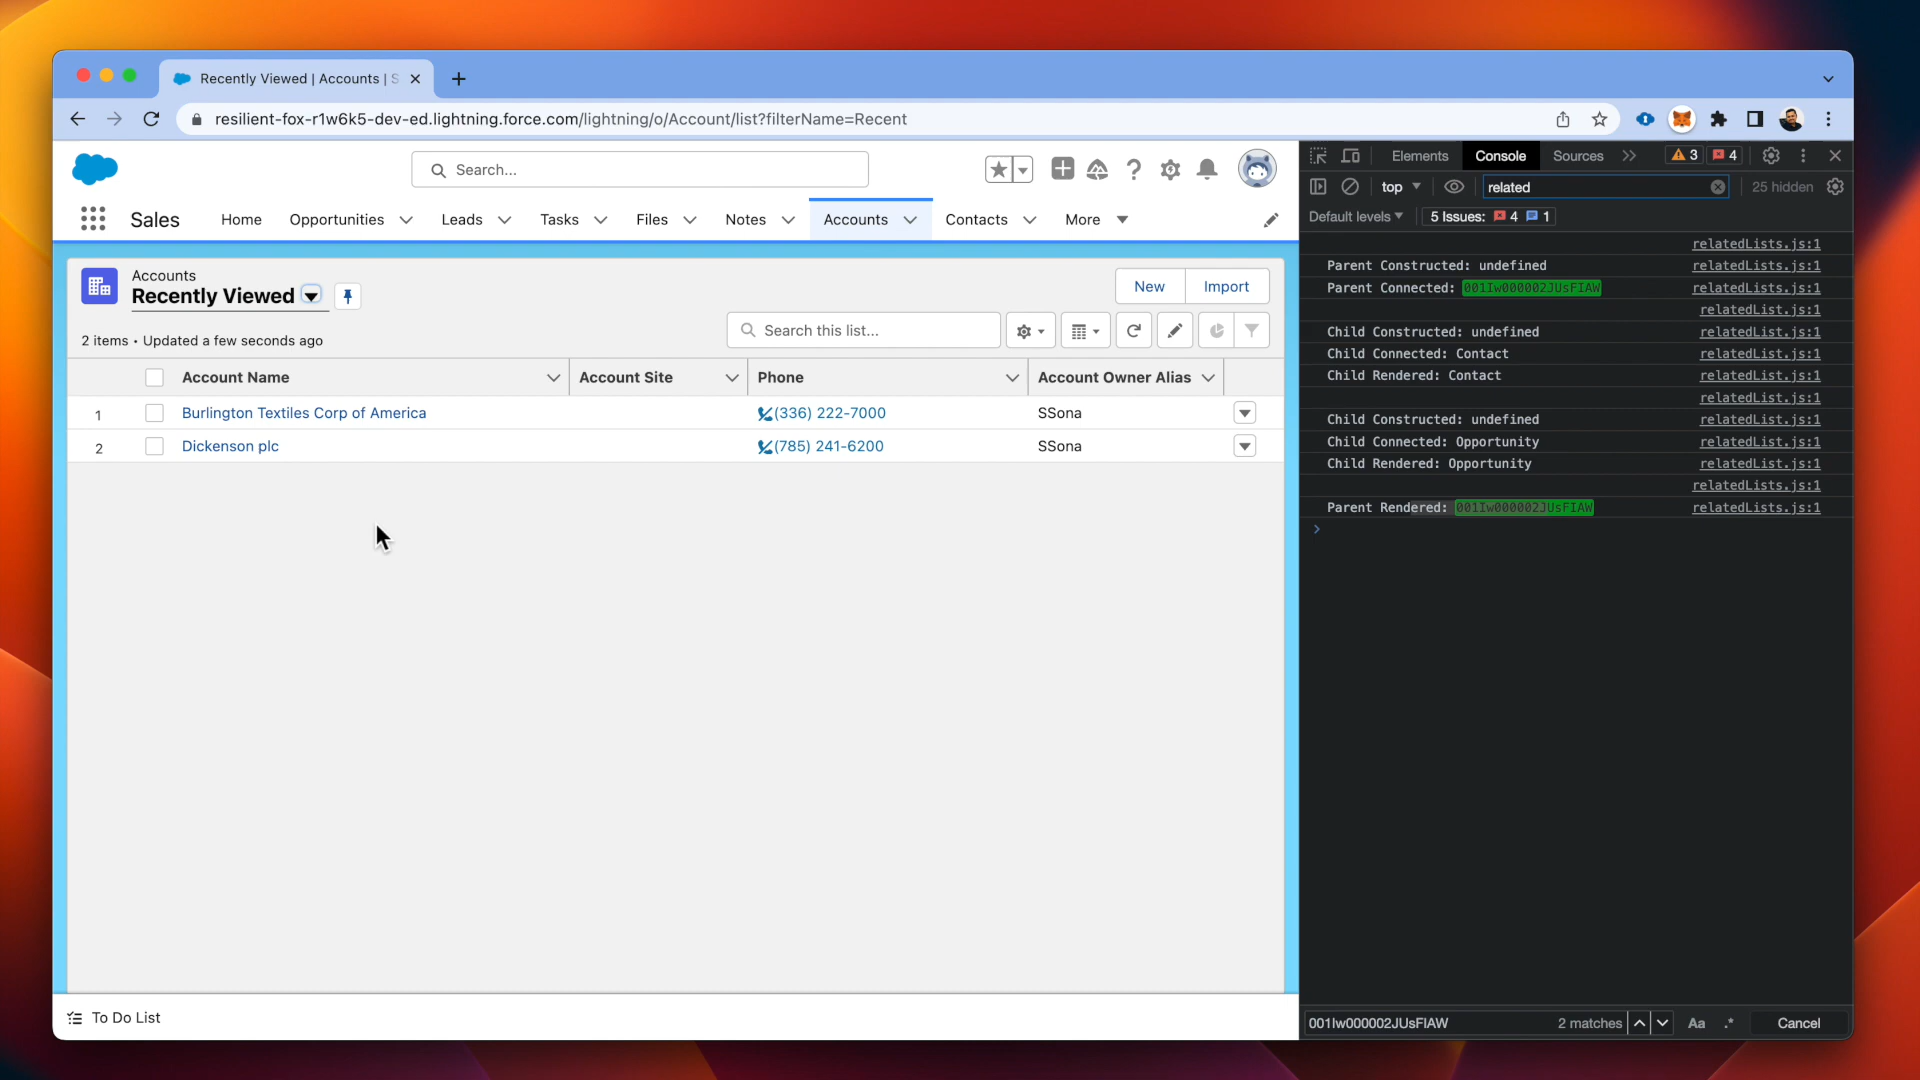 Recently Viewed | Accounts | S
resilient-fox-r1w6k5-dev-ed.lightning.force.com/lightning/o/Account/list?filterName=Recent
Search...
Sales
Home
Opportunities
Leads
Tasks
Files
Notes
Accounts
Contacts
More
Accounts
Recently Viewed
New
Import
2 items • Updated a few seconds ago
Search this list...
Account Name
Account Site
Phone
Account Owner Alias
1
Burlington Textiles Corp of America
(336) 222-7000
SSona
2
Dickenson plc
(785) 241-6200
SSona
To Do List
Elements
Console
Sources
3
4
top
related
25 hidden
Default levels
5 Issues:
4
1
relatedLists.js:1
Parent Constructed: undefined relatedLists.js:1
Parent Connected: 001Iw000002JUsFIAW relatedLists.js:1
relatedList.js:1
Child Constructed: undefined relatedList.js:1
Child Connected: Contact relatedList.js:1
Child Rendered: Contact relatedList.js:1
relatedList.js:1
Child Constructed: undefined relatedList.js:1
Child Connected: Opportunity relatedList.js:1
Child Rendered: Opportunity relatedList.js:1
relatedLists.js:1
Parent Rendered: 001Iw000002JUsFIAW relatedLists.js:1
001Iw000002JUsFIAW
2 matches
Aa
.*
Cancel